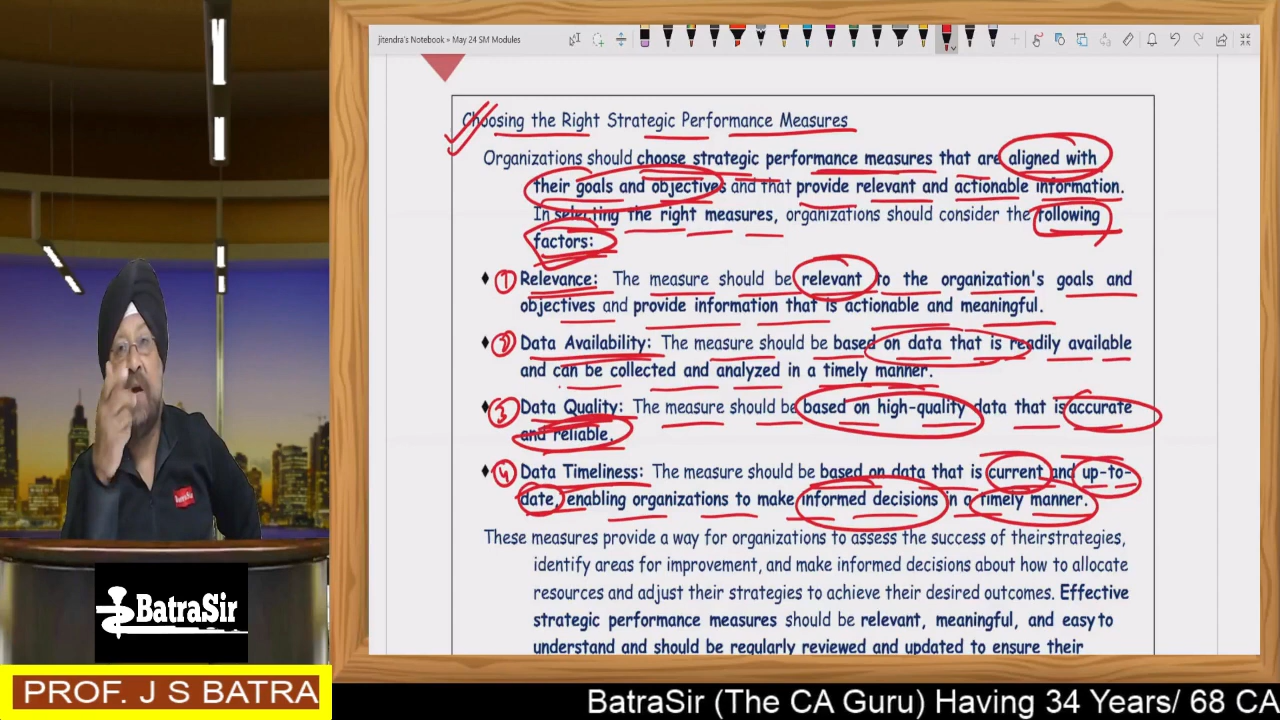 jitendra's Notebook » May 24 SM Modules
Choosing the Right Strategic Performance Measures
Organizations should choose strategic performance measures that are aligned with
their goals and objectives and that provide relevant and actionable information.
In selecting the right measures, organizations should consider the following
factors:
♦ 1 Relevance: The measure should be relevant to the organization's goals and
objectives and provide information that is actionable and meaningful.
♦ 2 Data Availability: The measure should be based on data that is readily available
and can be collected and analyzed in a timely manner.
♦ 3 Data Quality: The measure should be based on high-quality data that is accurate
and reliable.
♦ 4 Data Timeliness: The measure should be based on data that is current and up-to-
date, enabling organizations to make informed decisions in a timely manner.
These measures provide a way for organizations to assess the success of theirstrategies,
identify areas for improvement, and make informed decisions about how to allocate
resources and adjust their strategies to achieve their desired outcomes. Effective
strategic performance measures should be relevant, meaningful, and easy to
understand and should be regularly reviewed and updated to ensure their
BatraSir
PROF. J S BATRA
BatraSir (The CA Guru) Having 34 Years/ 68 CA